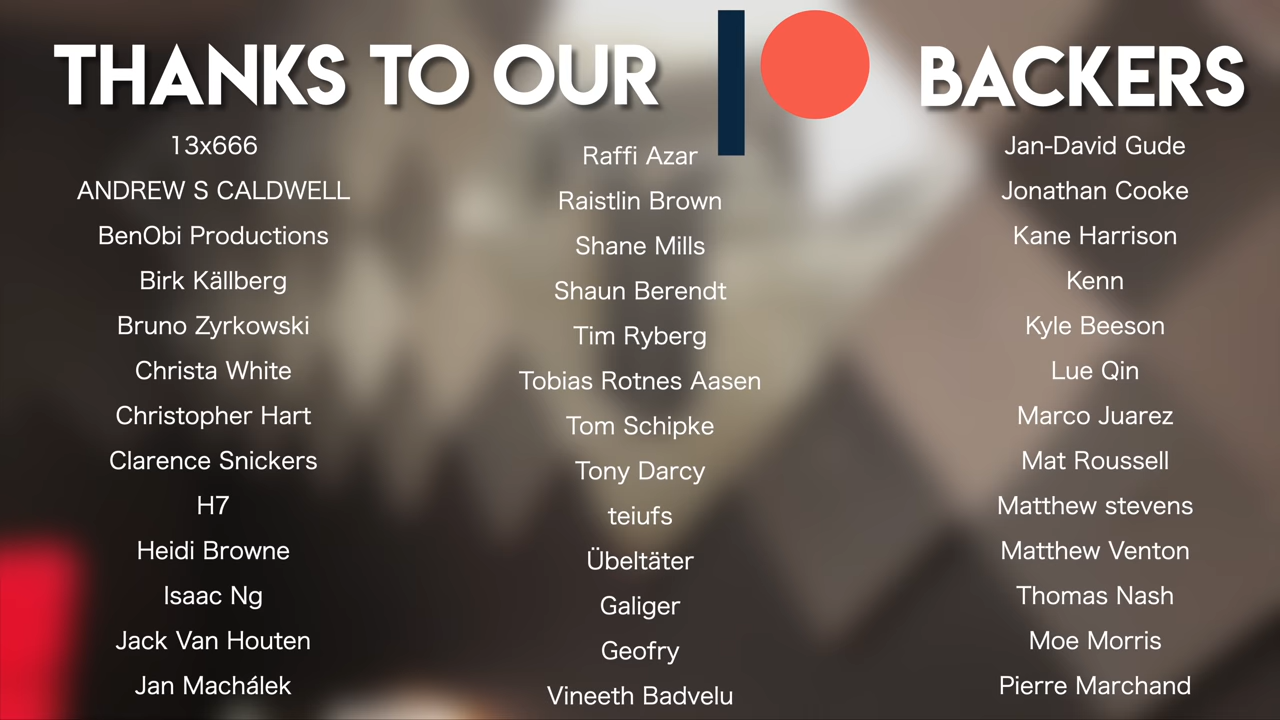 THANKS TO OUR BACKERS
13x666
ANDREW S CALDWELL
BenObi Productions
Birk Källberg
Bruno Zyrkowski
Christa White
Christopher Hart
Clarence Snickers
H7
Heidi Browne
Isaac Ng
Jack Van Houten
Jan Machálek
Raffi Azar
Raistlin Brown
Shane Mills
Shaun Berendt
Tim Ryberg
Tobias Rotnes Aasen
Tom Schipke
Tony Darcy
teiufs
Übeltäter
Galiger
Geofry
Vineeth Badvelu
Jan-David Gude
Jonathan Cooke
Kane Harrison
Kenn
Kyle Beeson
Lue Qin
Marco Juarez
Mat Roussell
Matthew stevens
Matthew Venton
Thomas Nash
Moe Morris
Pierre Marchand